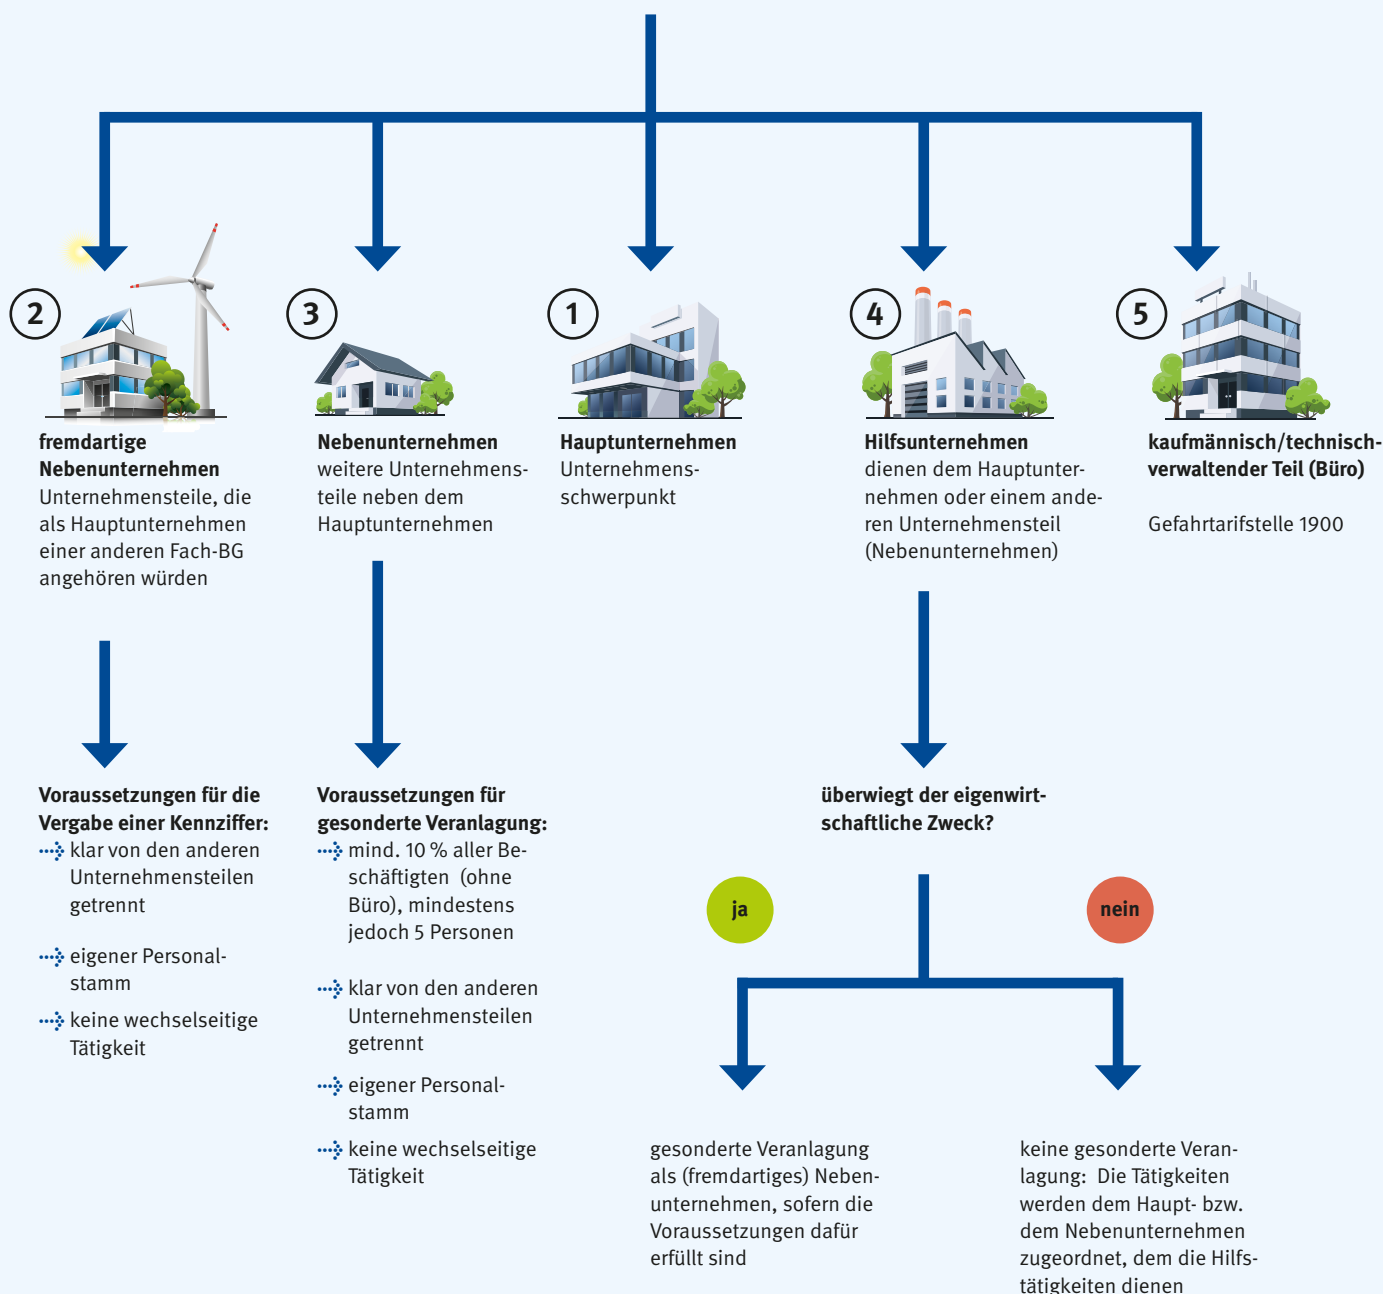 2
fremdartige
Nebenunternehmen
Unternehmensteile, die
als Hauptunternehmen
einer anderen Fach-BG
angehören würden
3
Nebenunternehmen
weitere Unternehmens-
teile neben dem
Hauptunternehmen
1
Hauptunternehmen
Unternehmens-
schwerpunkt
4
Hilfsunternehmen
dienen dem Hauptunter-
nehmen oder einem ande-
ren Unternehmensteil
(Nebenunternehmen)
5
kaufmännisch/technisch-
verwaltender Teil (Büro)
Gefahrtarifstelle 1900
Voraussetzungen für die
Vergabe einer Kennziffer:
klar von den anderen
Unternehmensteilen
getrennt
eigener Personal-
stamm
keine wechselseitige
Tätigkeit
Voraussetzungen für
gesonderte Veranlagung:
mind. 10 % aller Be-
schäftigten (ohne
Büro), mindestens
jedoch 5 Personen
klar von den anderen
Unternehmensteilen
getrennt
eigener Personal-
stamm
keine wechselseitige
Tätigkeit
überwiegt der eigenwirt-
schaftliche Zweck?
ja
nein
gesonderte Veranlagung
als (fremdartiges) Neben-
unternehmen, sofern die
Voraussetzungen dafür
erfüllt sind
keine gesonderte Veran-
lagung: Die Tätigkeiten
werden dem Haupt- bzw.
dem Nebenunternehmen
zugeordnet, dem die Hilfs-
tätigkeiten dienen